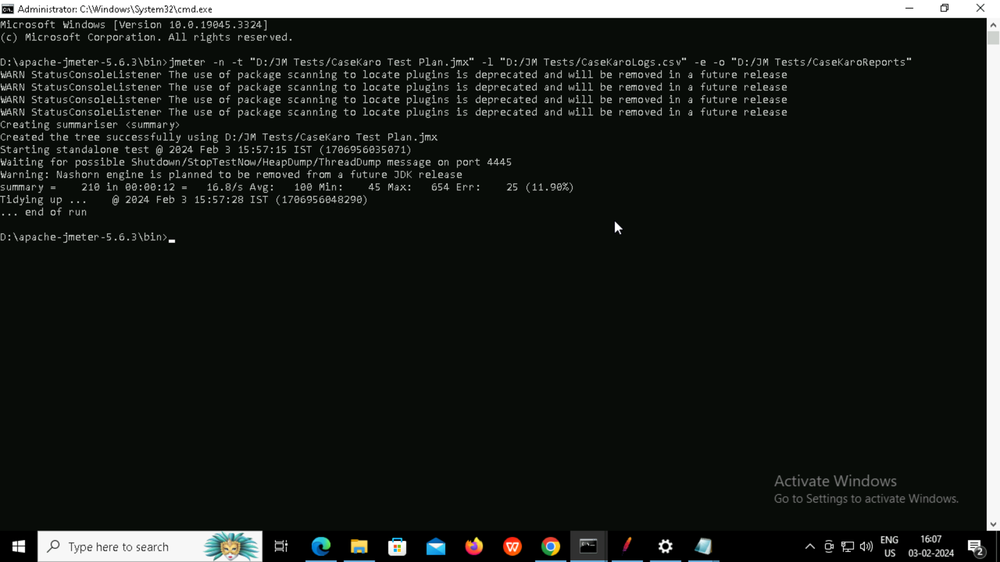 Administrator: C:\Windows\System32\cmd.exe
Microsoft Windows [Version 10.0.19045.3324]
(c) Microsoft Corporation. All rights reserved.
D:\apache-jmeter-5.6.3\bin>jmeter -n -t "D:/JM Tests/CaseKaro Test Plan.jmx" -l "D:/JM Tests/CaseKaroLogs.csv" -e -o "D:/JM Tests/CaseKaroReports"
WARN StatusConsoleListener The use of package scanning to locate plugins is deprecated and will be removed in a future release
WARN StatusConsoleListener The use of package scanning to locate plugins is deprecated and will be removed in a future release
WARN StatusConsoleListener The use of package scanning to locate plugins is deprecated and will be removed in a future release
WARN StatusConsoleListener The use of package scanning to locate plugins is deprecated and will be removed in a future release
Creating summariser <summary>
Created the tree successfully using D:/JM Tests/CaseKaro Test Plan.jmx
Starting standalone test @ 2024 Feb 3 15:57:15 IST (1706956035071)
Waiting for possible Shutdown/StopTestNow/HeapDump/ThreadDump message on port 4445
Warning: Nashorn engine is planned to be removed from a future JDK release
summary =    210 in 00:00:12 =   16.8/s Avg:   100 Min:    45 Max:   654 Err:    25 (11.90%)
Tidying up ...    @ 2024 Feb 3 15:57:28 IST (1706956048290)
... end of run
D:\apache-jmeter-5.6.3\bin>
Activate Windows
Go to Settings to activate Windows.
Type here to search
ENG
US
16:07
03-02-2024
2